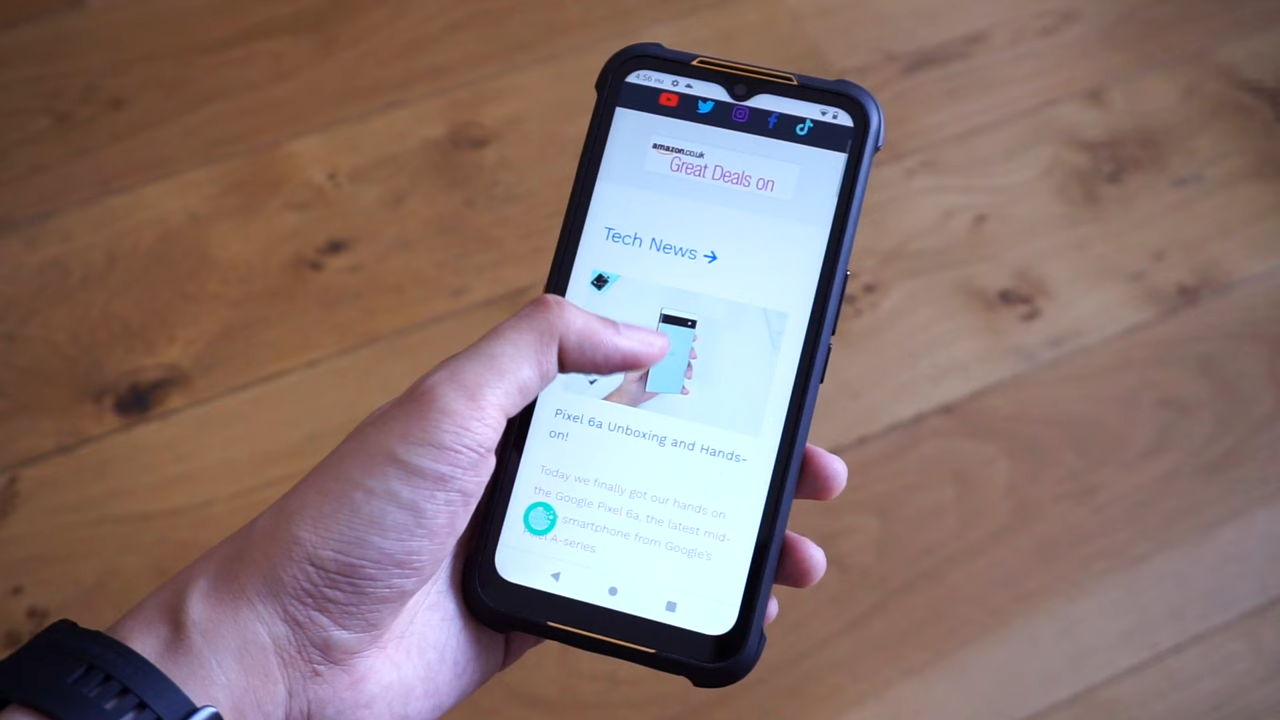 4:56 PM
amazon.co.uk
Great Deals on
Tech News →
Pixel 6a Unboxing and Hands-
on!
Today we finally got our hands on
the Google Pixel 6a, the latest mid-
smartphone from Google's
A-series.